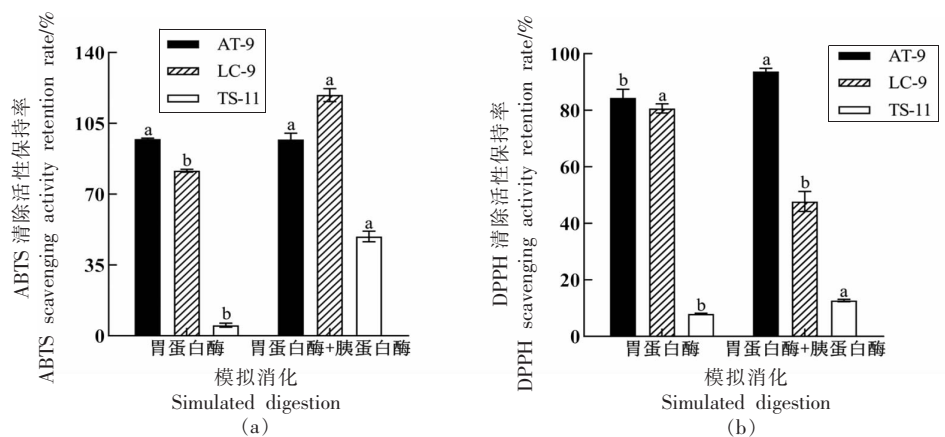 ABTS 清除活性保持率
ABTS scavenging activity retention rate/%
140
105
70
35
0
AT-9
LC-9
TS-11
a
b
b
a
a
a
胃蛋白酶
胃蛋白酶+胰蛋白酶
模拟消化
Simulated digestion
(a)
DPPH 清除活性保持率
DPPH scavenging activity retention rate/%
100
80
60
40
20
0
AT-9
LC-9
TS-11
b
a
b
a
b
a
胃蛋白酶
胃蛋白酶+胰蛋白酶
模拟消化
Simulated digestion
(b)